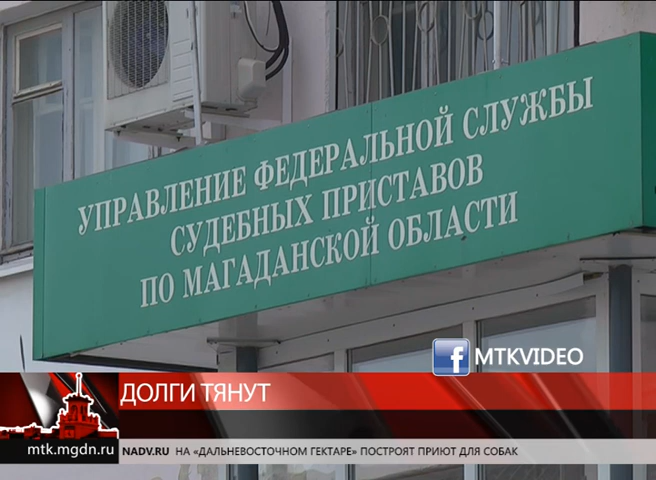 УПРАВЛЕНИЕ ФЕДЕРАЛЬНОЙ СЛУЖБЫ
СУДЕБНЫХ ПРИСТАВОВ
ПО МАГАДАНСКОЙ ОБЛАСТИ
f MTKVIDEO
ДОЛГИ ТЯНУТ
mtk.mgdn.ru
NADV.RU НА «ДАЛЬНЕВОСТОЧНОМ ГЕКТАРЕ» ПОСТРОЯТ ПРИЮТ ДЛЯ СОБАК